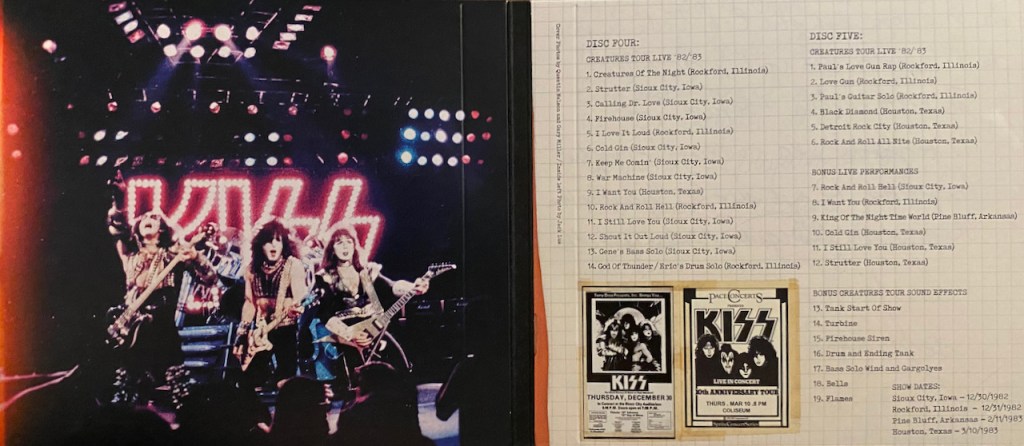 KISS
Cover Photos by
Inside Left Photo by
DISC FOUR:
CREATURES TOUR LIVE '82/'83
1. Creatures Of The Night (Rockford, Illinois)
2. Strutter (Sioux City, Iowa)
3. Calling Dr. Love (Sioux City, Iowa)
4. Firehouse (Sioux City, Iowa)
5. I Love It Loud (Rockford, Illinois)
6. Cold Gin (Sioux City, Iowa)
7. Keep Me Comin' (Sioux City, Iowa)
8. War Machine (Sioux City, Iowa)
9. I Want You (Houston, Texas)
10. Rock And Roll Hell (Rockford, Illinois)
11. I Still Love You (Sioux City, Iowa)
12. Shout It Out Loud (Sioux City, Iowa)
13. Gene's Bass Solo (Sioux City, Iowa)
14. God Of Thunder / Eric's Drum Solo (Rockford, Illinois)
KISS
THURSDAY, DECEMBER 30
PACE CONCERTS
KISS
LIVE IN CONCERT
10th ANNIVERSARY TOUR
THURS · MAR 10 , 8 PM
COLISEUM
DISC FIVE:
CREATURES TOUR LIVE '82/'83
1. Paul's Love Gun Rap (Rockford, Illinois)
2. Love Gun (Rockford, Illinois)
3. Paul's Guitar Solo (Rockford, Illinois)
4. Black Diamond (Houston, Texas)
5. Detroit Rock City (Houston, Texas)
6. Rock And Roll All Nite (Houston, Texas)
BONUS LIVE PERFORMANCES
7. Rock And Roll Hell (Sioux City, Iowa)
8. I Want You (Rockford, Illinois)
9. King Of The Night Time World (Pine Bluff, Arkansas)
10. Cold Gin (Houston, Texas)
11. I Still Love You (Houston, Texas)
12. Strutter (Houston, Texas)
BONUS CREATURES TOUR SOUND EFFECTS
13. Tank Start Of Show
14. Turbine
15. Firehouse Siren
16. Drum and Ending Tank
17. Bass Solo Wind and Gargoyles
18. Bells
19. Flames
SHOW DATES:
Sioux City, Iowa – 12/30/1982
Rockford, Illinois – 12/31/1982
Pine Bluff, Arkansas – 2/11/1983
Houston, Texas – 3/10/1983